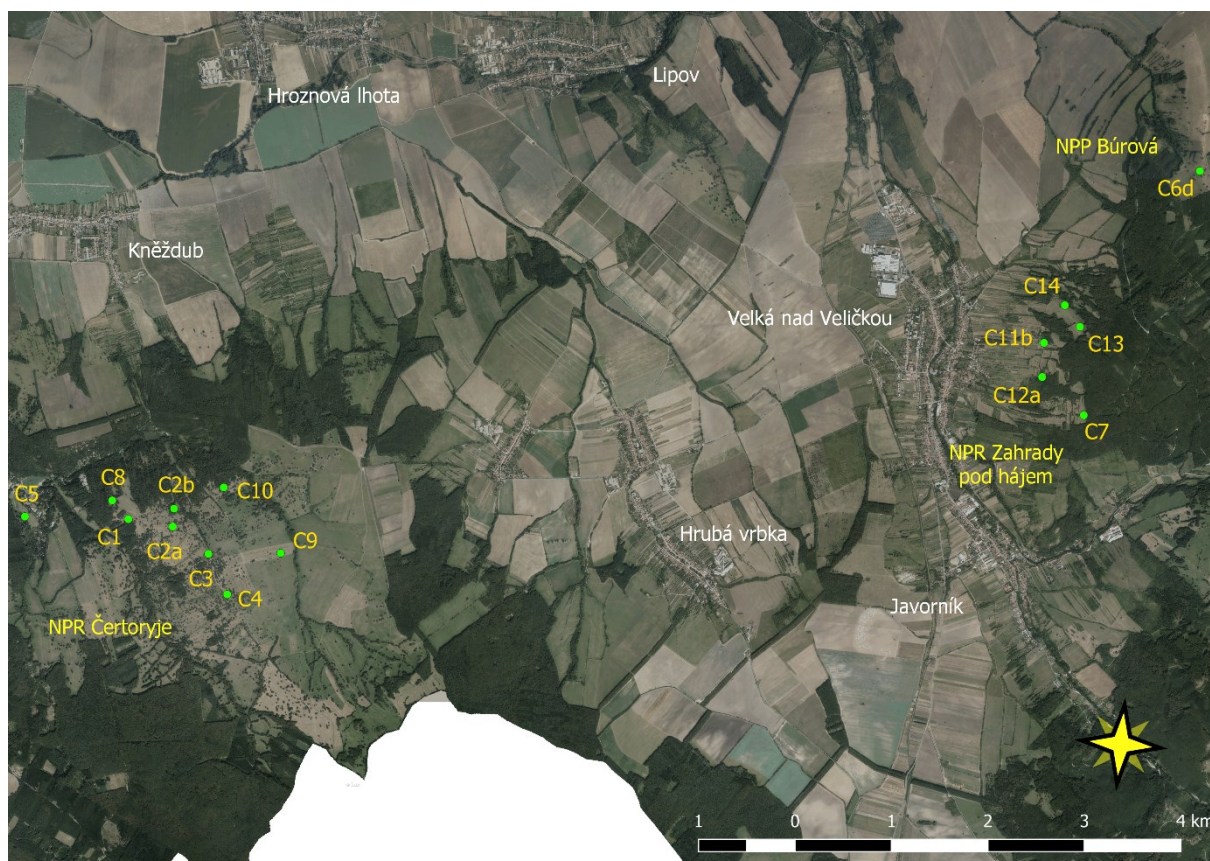 Lipov
Hroznová lhota
NPP Búrová
C6d
Kněždub
C14
Velká nad Veličkou
C11b
C13
C12a
C7
NPR Zahrady
pod hájem
C8
C2b
C10
C5
C1
C2a
C9
Hrubá vrbka
C3
C4
Javorník
NPR Čertoryje
1 0 1 2 3 4 km